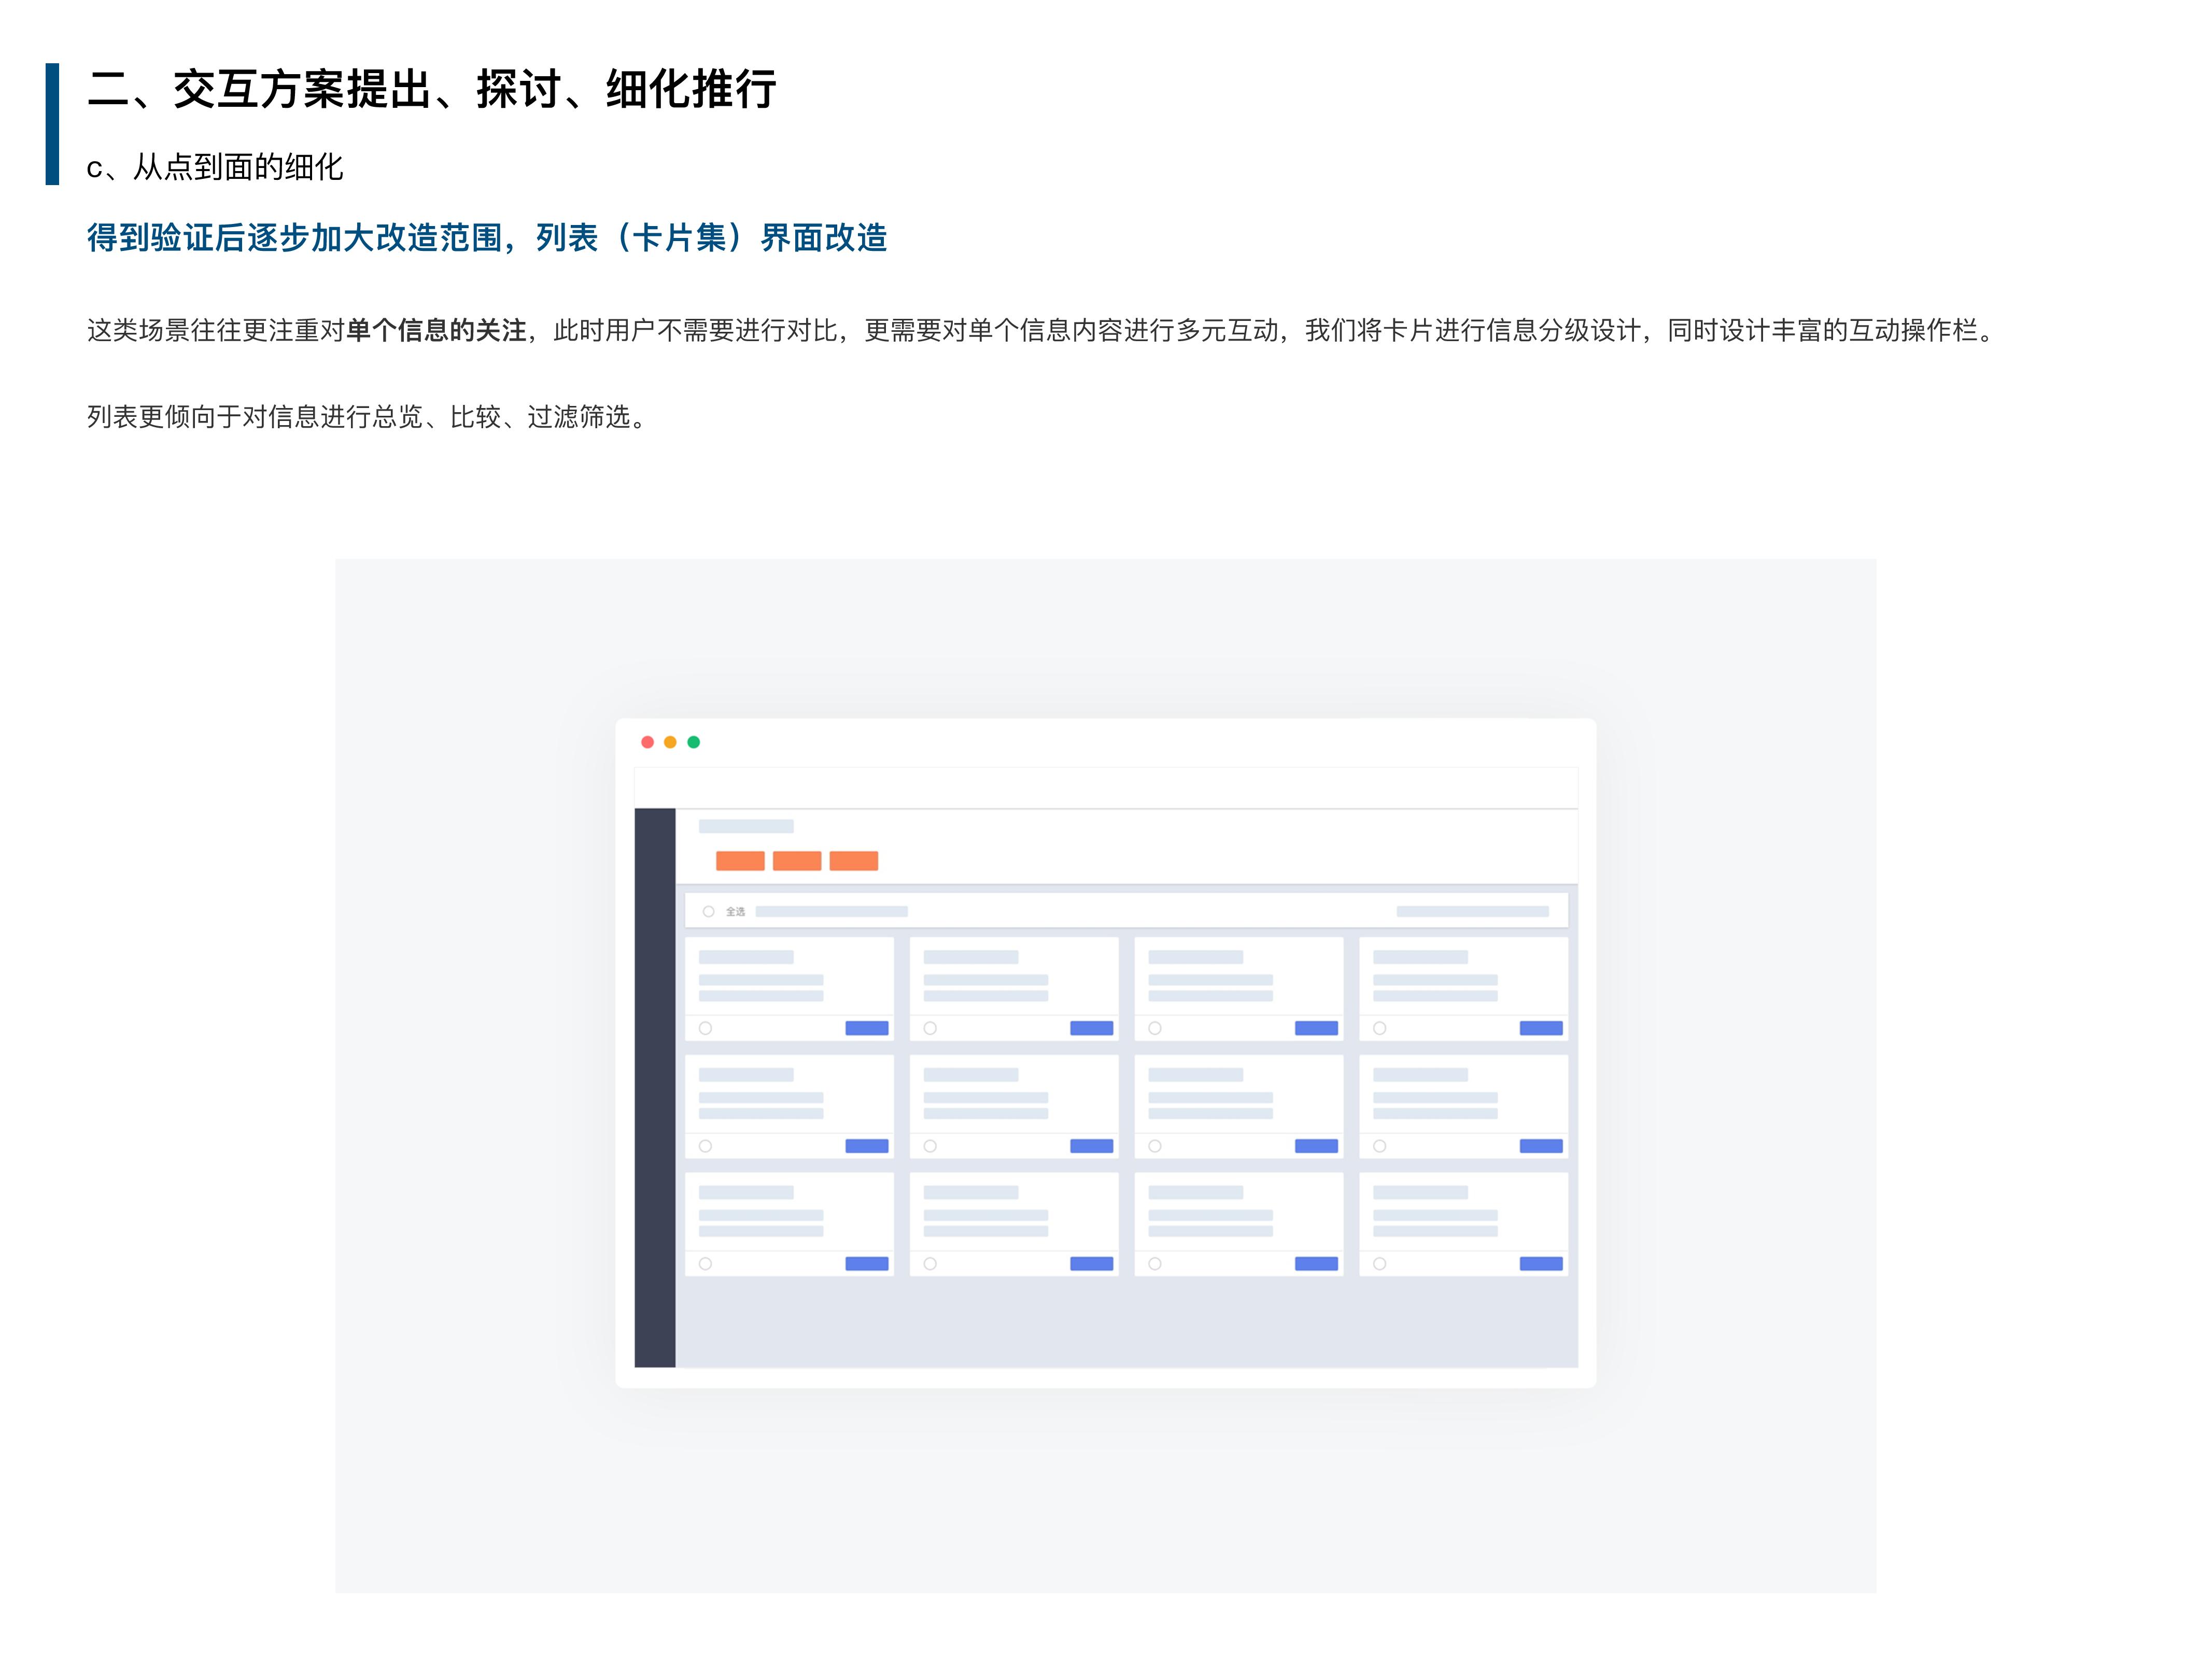 二、交互方案提出、探讨、细化推行
c、从点到面的细化
得到验证后逐步加大改造范围，列表（卡片集）界面改造
这类场景往往更注重对单个信息的关注，此时用户不需要进行对比，更需要对单个信息内容进行多元互动，我们将卡片进行信息分级设计，同时设计丰富的互动操作栏。
列表更倾向于对信息进行总览、比较、过滤筛选。
全选